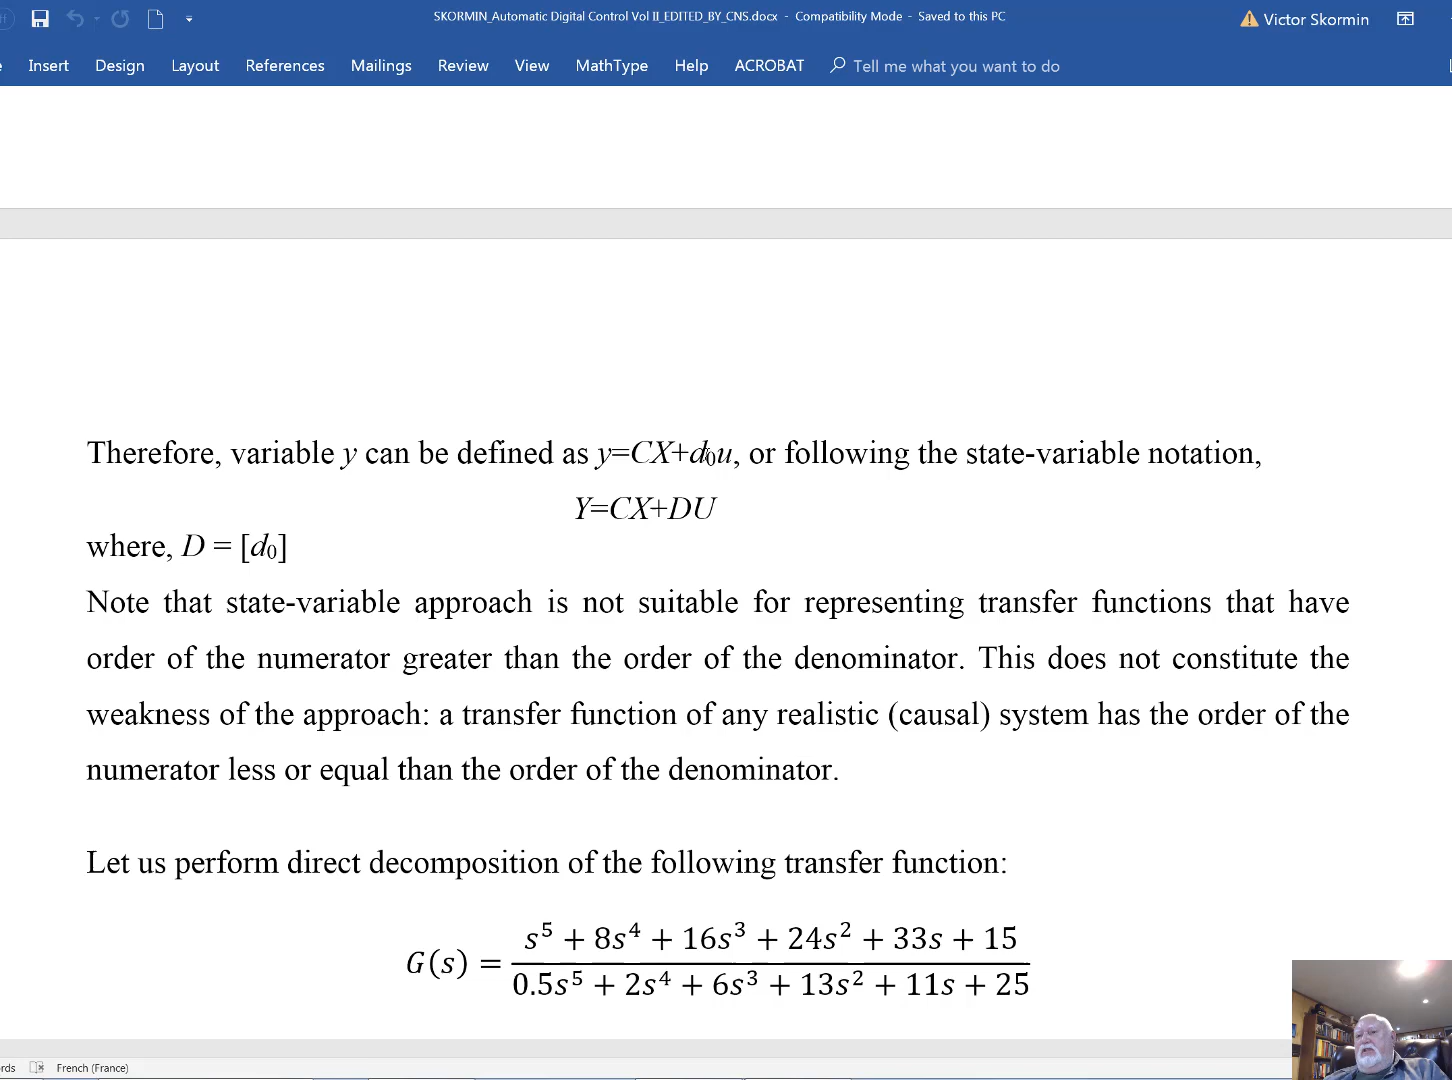 SKORMIN_Automatic Digital Control Vol II_EDITED_BY_CNS.docx - Compatibility Mode - Saved to this PC
Victor Skormin
Insert Design Layout References Mailings Review View MathType Help ACROBAT Tell me what you want to do
Therefore, variable y can be defined as y=CX+d₀u, or following the state-variable notation,
Y=CX+DU
where, D = [d₀]
Note that state-variable approach is not suitable for representing transfer functions that have
order of the numerator greater than the order of the denominator. This does not constitute the
weakness of the approach: a transfer function of any realistic (causal) system has the order of the
numerator less or equal than the order of the denominator.
Let us perform direct decomposition of the following transfer function:
s⁵ + 8s⁴ + 16s³ + 24s² + 33s + 15
G(s) =
0.5s⁵ + 2s⁴ + 6s³ + 13s² + 11s + 25
French (France)